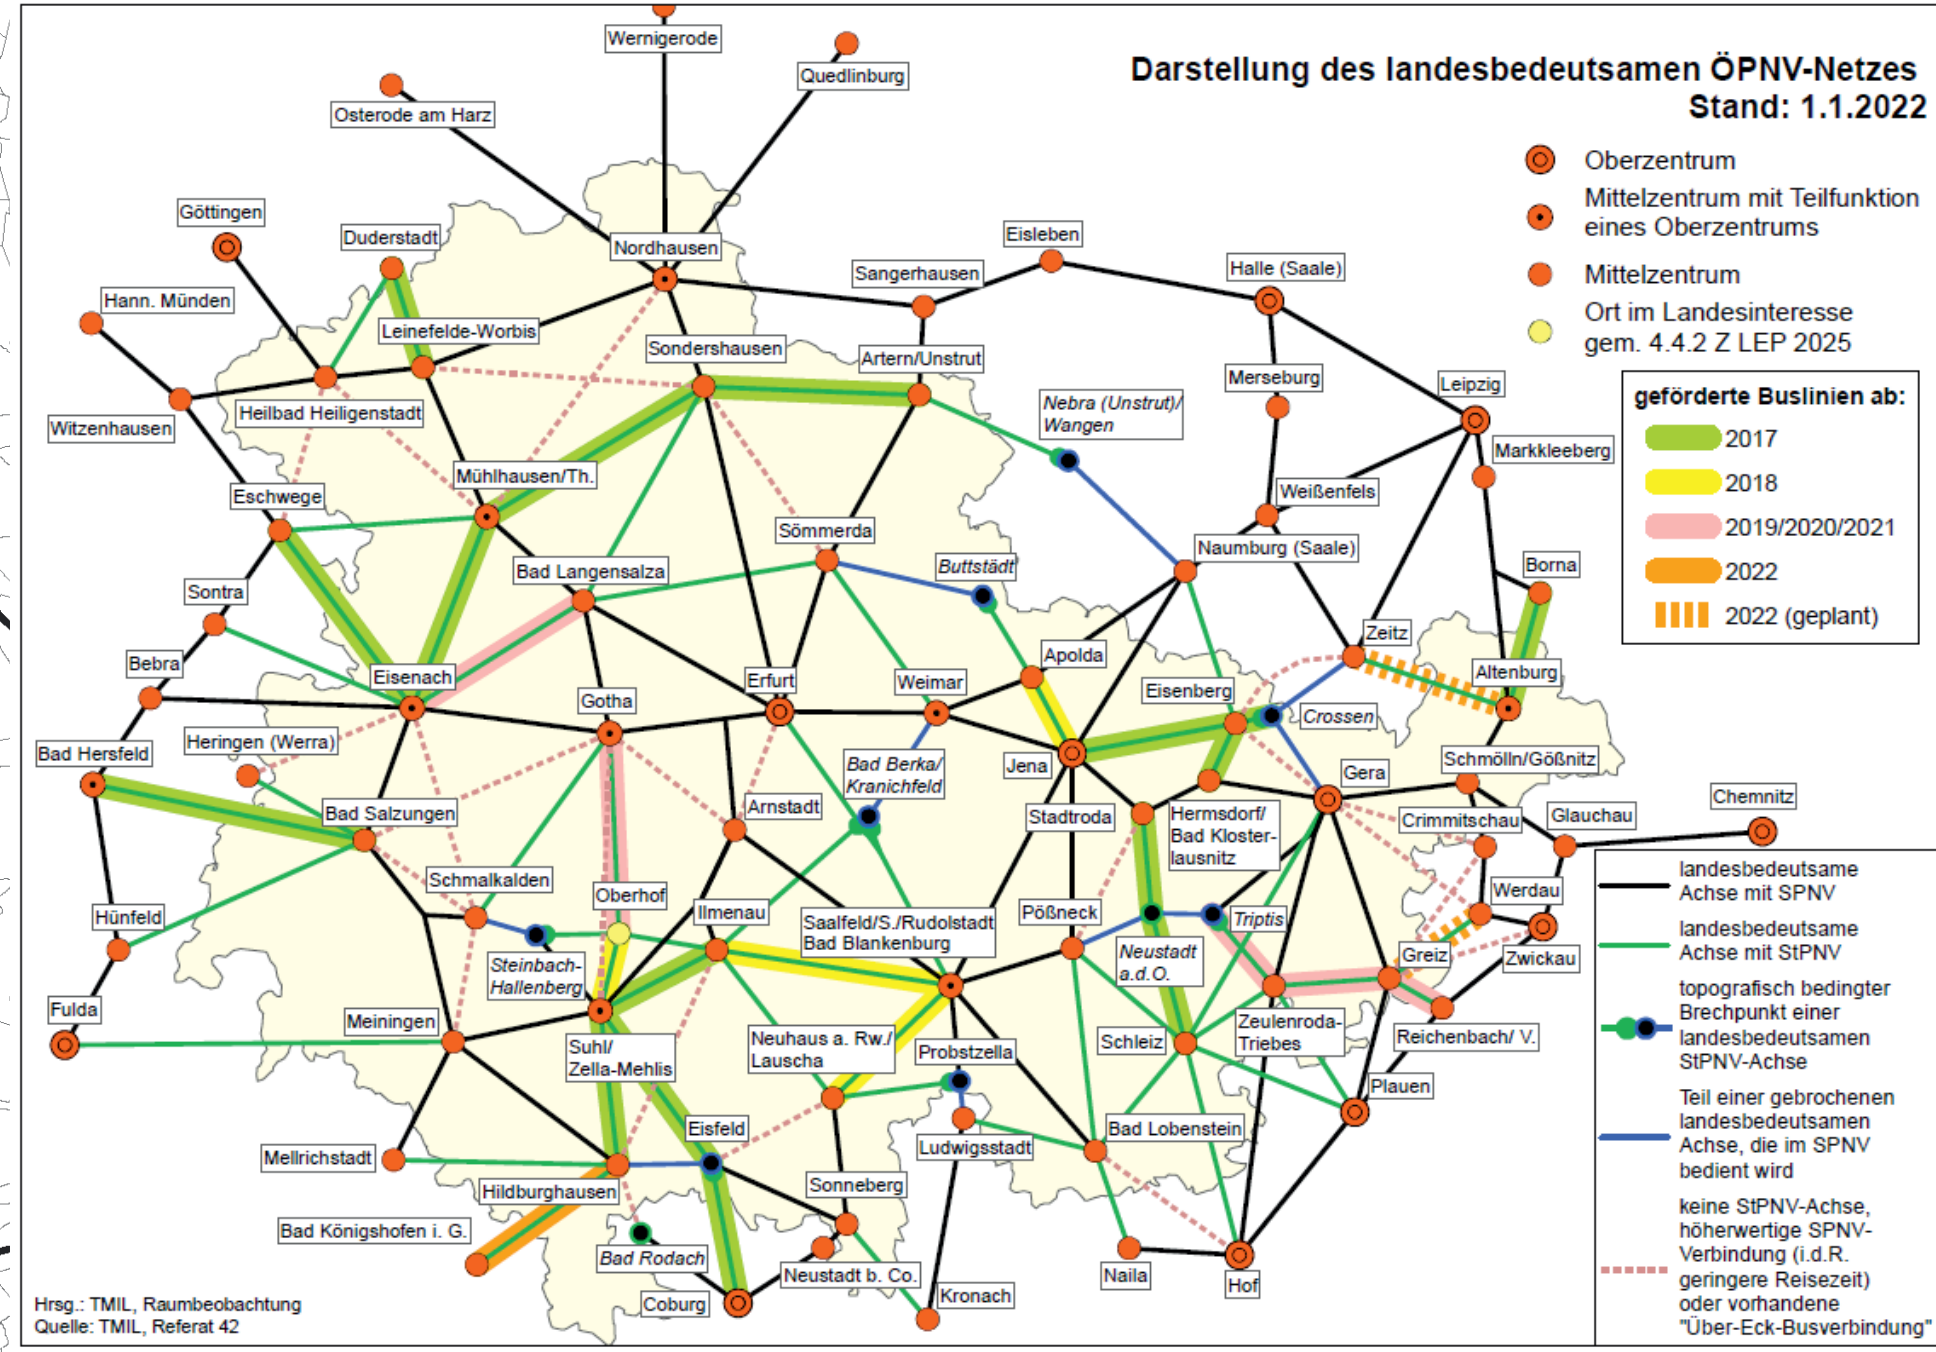 Darstellung des landesbedeutsamen ÖPNV-Netzes
Stand: 1.1.2022
Oberzentrum
Mittelzentrum mit Teilfunktion
eines Oberzentrums
Mittelzentrum
Ort im Landesinteresse
gem. 4.4.2 Z LEP 2025
geförderte Buslinien ab:
2017
2018
2019/2020/2021
2022
2022 (geplant)
landesbedeutsame
Achse mit SPNV
landesbedeutsame
Achse mit StPNV
topografisch bedingter
Brechpunkt einer
landesbedeutsamen
StPNV-Achse
Teil einer gebrochenen
landesbedeutsamen
Achse, die im SPNV
bedient wird
keine StPNV-Achse,
höherwertige SPNV-
Verbindung (i.d.R.
geringere Reisezeit)
oder vorhandene
"Über-Eck-Busverbindung"
Wernigerode
Quedlinburg
Osterode am Harz
Göttingen
Duderstadt
Nordhausen
Eisleben
Sangerhausen
Halle (Saale)
Hann. Münden
Leinefelde-Worbis
Sondershausen
Artern/Unstrut
Merseburg
Leipzig
Heilbad Heiligenstadt
Witzenhausen
Nebra (Unstrut)/
Wangen
Markkleeberg
Mühlhausen/Th.
Eschwege
Weißenfels
Sömmerda
Naumburg (Saale)
Bad Langensalza
Buttstädt
Borna
Sontra
Zeitz
Bebra
Apolda
Eisenach
Erfurt
Weimar
Eisenberg
Altenburg
Gotha
Crossen
Heringen (Werra)
Bad Hersfeld
Bad Berka/
Kranichfeld
Jena
Gera
Schmölln/Gößnitz
Bad Salzungen
Arnstadt
Stadtroda
Hermsdorf/
Bad Kloster-
lausnitz
Crimmitschau
Glauchau
Chemnitz
Schmalkalden
Oberhof
Ilmenau
Saalfeld/S./Rudolstadt
Bad Blankenburg
Pößneck
Triptis
Werdau
Hünfeld
Steinbach-
Hallenberg
Neustadt
a.d.O.
Greiz
Zwickau
Fulda
Meiningen
Suhl/
Zella-Mehlis
Neuhaus a. Rw./
Lauscha
Probstzella
Schleiz
Zeulenroda-
Triebes
Reichenbach/ V.
Plauen
Eisfeld
Bad Lobenstein
Mellrichstadt
Ludwigsstadt
Hildburghausen
Sonneberg
Bad Königshofen i. G.
Bad Rodach
Neustadt b. Co.
Naila
Hof
Coburg
Kronach
Hrsg.: TMIL, Raumbeobachtung
Quelle: TMIL, Referat 42